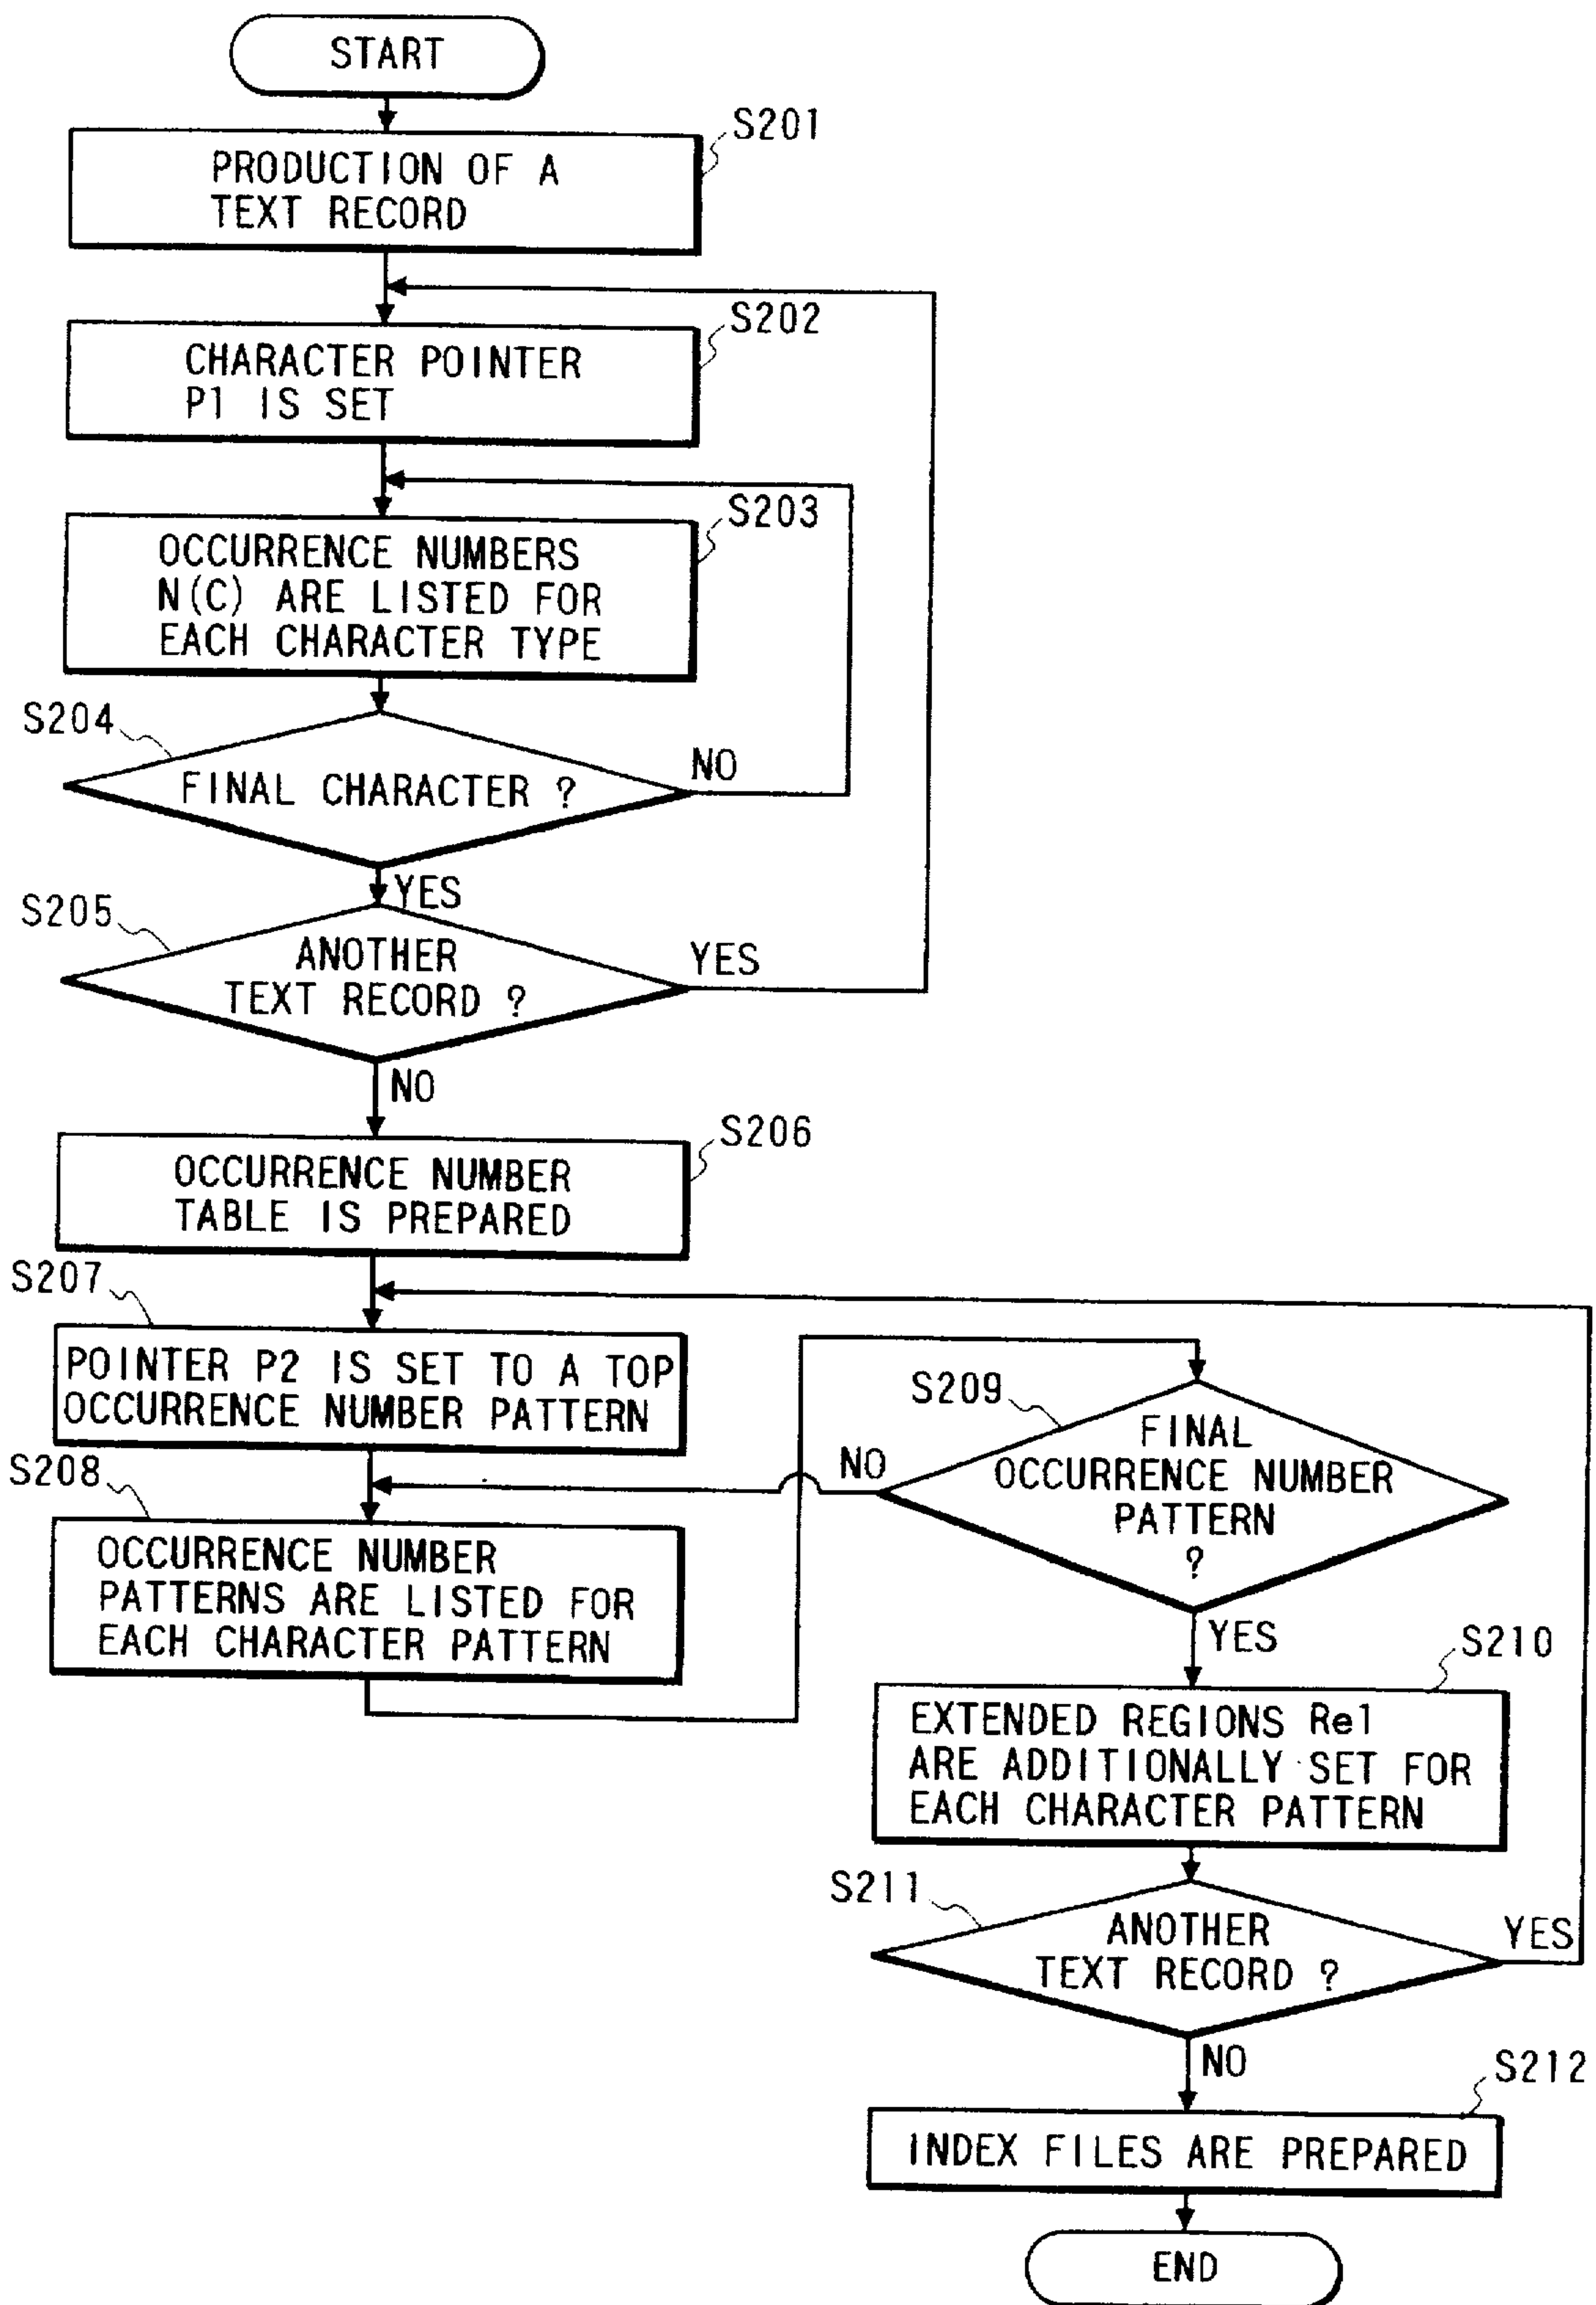 START
S201
PRODUCTION OF A
TEXT RECORD
S202
CHARACTER POINTER
P1 IS SET
S203
OCCURRENCE NUMBERS
N(C) ARE LISTED FOR
EACH CHARACTER TYPE
S204
FINAL CHARACTER ?
NO
YES
S205
ANOTHER
TEXT RECORD ?
YES
NO
S206
OCCURRENCE NUMBER
TABLE IS PREPARED
S207
POINTER P2 IS SET TO A TOP
OCCURRENCE NUMBER PATTERN
S208
OCCURRENCE NUMBER
PATTERNS ARE LISTED FOR
EACH CHARACTER PATTERN
S209
FINAL
OCCURRENCE NUMBER
PATTERN
?
NO
YES
S210
EXTENDED REGIONS Re1
ARE ADDITIONALLY SET FOR
EACH CHARACTER PATTERN
S211
ANOTHER
TEXT RECORD ?
YES
NO
S212
INDEX FILES ARE PREPARED
END